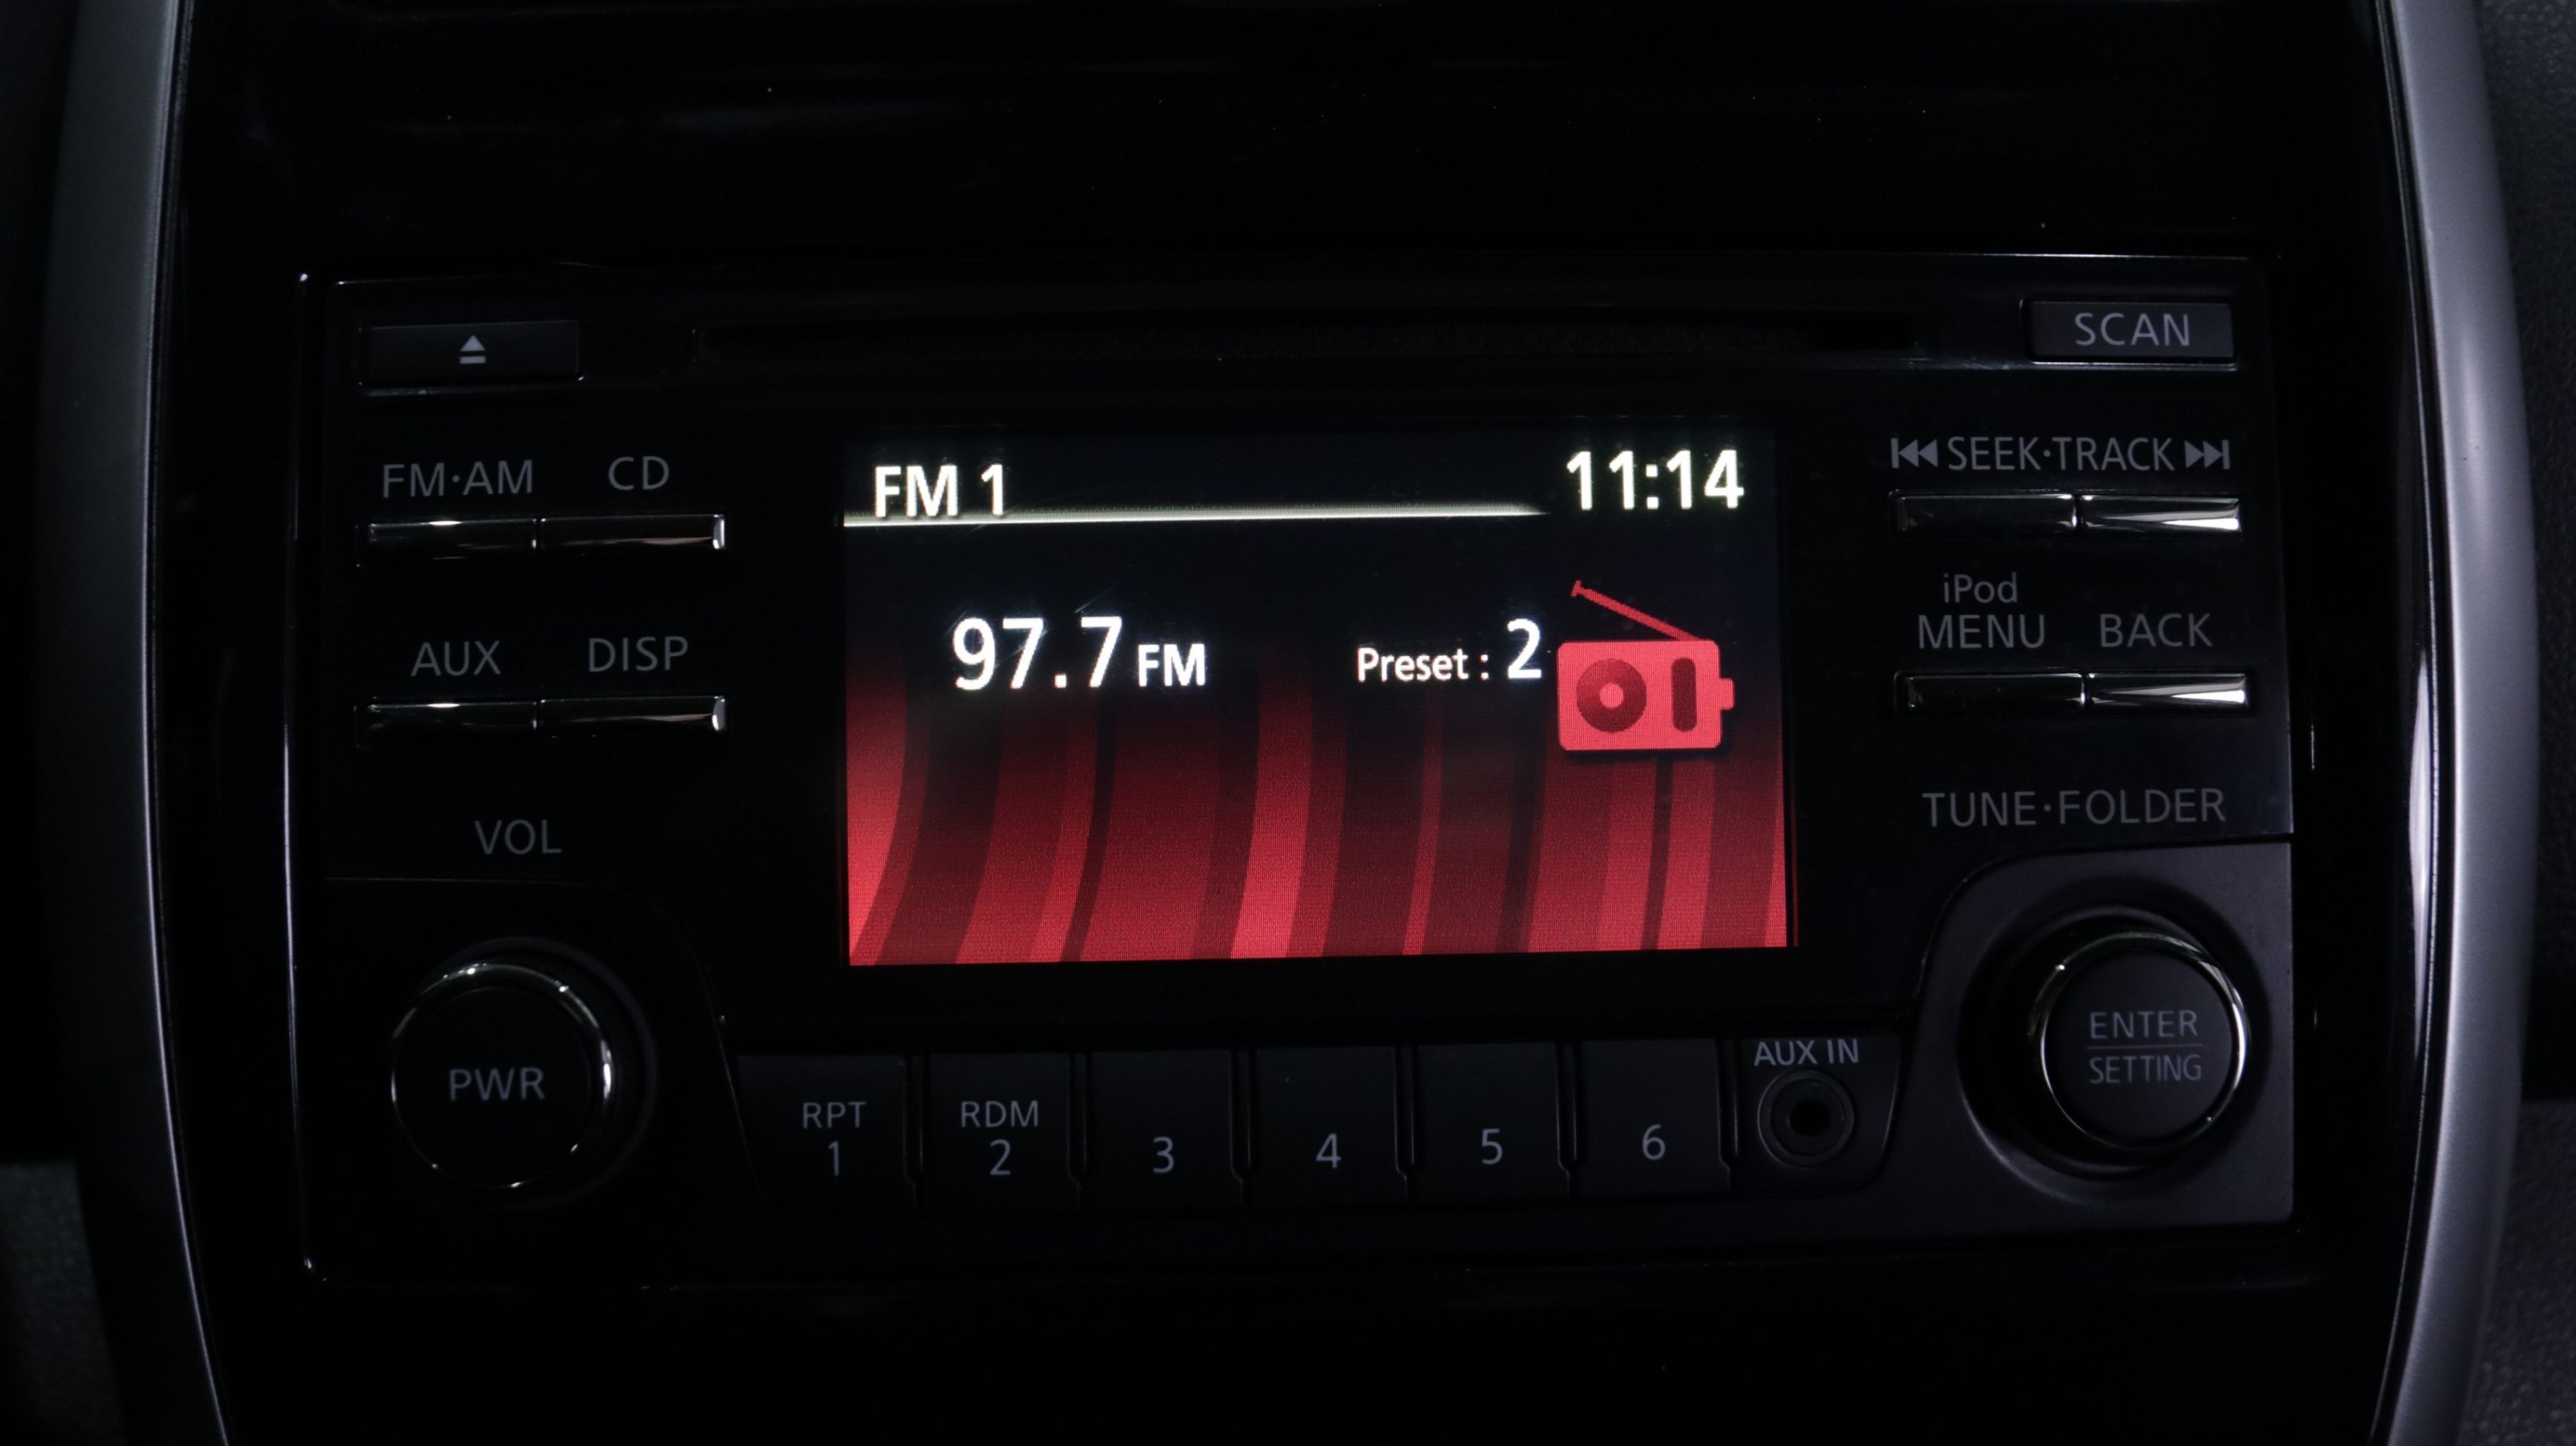 SCAN
FM·AM CD
FM 1 11:14
SEEK·TRACK
97.7 FM Preset : 2
iPod
MENU BACK
AUX DISP
VOL
TUNE·FOLDER
PWR
ENTER
SETTING
AUX IN
RPT RDM
1 2 3 4 5 6